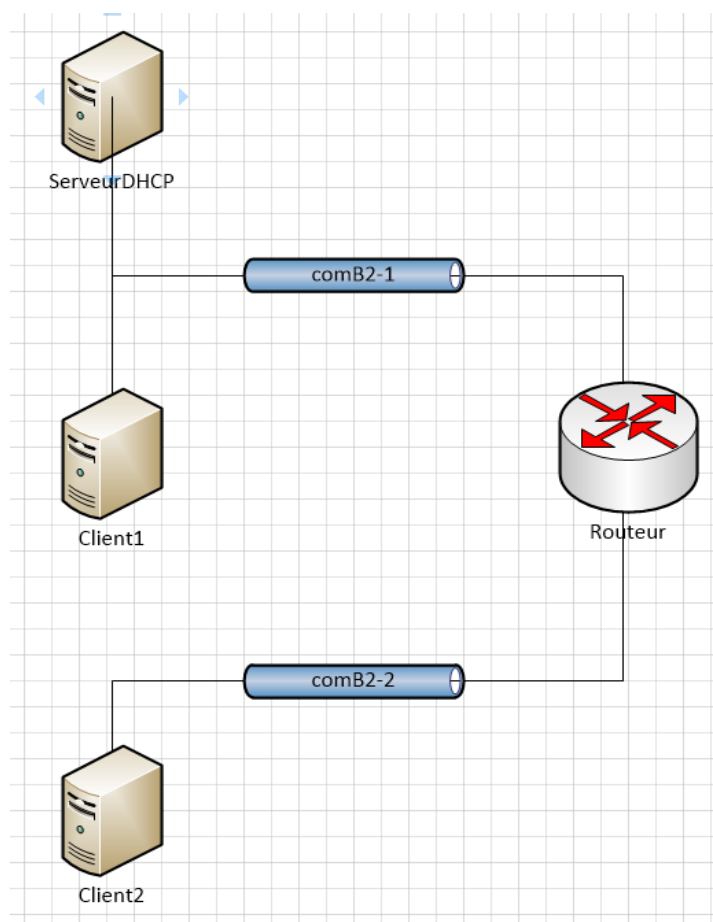 ServeurDHCP
comB2-1
Client1
Routeur
comB2-2
Client2